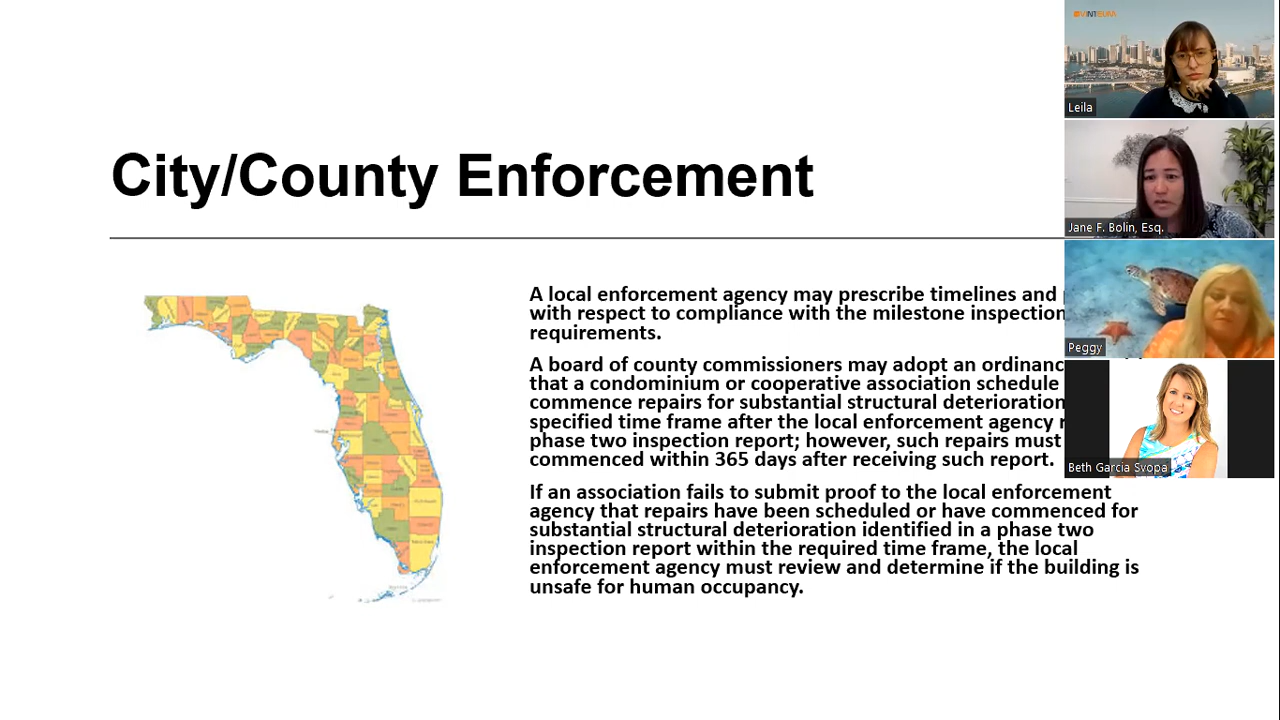 City/County Enforcement
A local enforcement agency may prescribe timelines and
with respect to compliance with the milestone inspection
requirements.
A board of county commissioners may adopt an ordinanc
that a condominium or cooperative association schedule
commence repairs for substantial structural deterioration
specified time frame after the local enforcement agency
phase two inspection report; however, such repairs must
commenced within 365 days after receiving such report.
If an association fails to submit proof to the local enforcement
agency that repairs have been scheduled or have commenced for
substantial structural deterioration identified in a phase two
inspection report within the required time frame, the local
enforcement agency must review and determine if the building is
unsafe for human occupancy.
VINTEUM
Leila
Jane F. Bolin, Esq.
Peggy
Beth Garcia Svopa